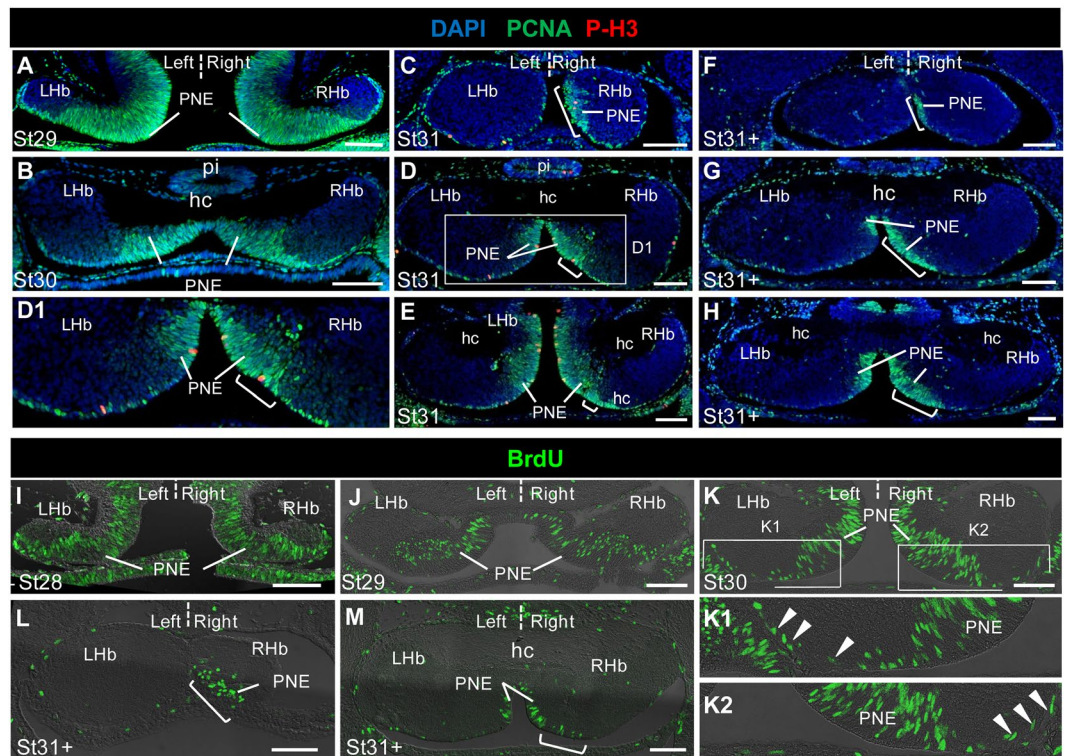 DAPI PCNA P-H3
A Left Right
LHb PNE RHb
St29
C Left Right
LHb RHb
PNE
St31
F Left Right
PNE
St31+
B pi
LHb hc RHb
PNE
St30
D pi
LHb hc RHb
PNE D1
St31
G hc
LHb RHb
PNE
St31+
D1
LHb RHb
PNE
E LHb
hc RHb
PNE hc
St31
H hc hc
LHb PNE RHb
St31+
BrdU
I Left Right
LHb RHb
PNE
St28
J Left Right
LHb RHb
PNE
St29
K Left Right
LHb RHb
K1 PNE K2
St30
L Left Right
LHb RHb
PNE
St31+
M Left Right
hc
LHb RHb
PNE
St31+
K1
PNE
K2
PNE